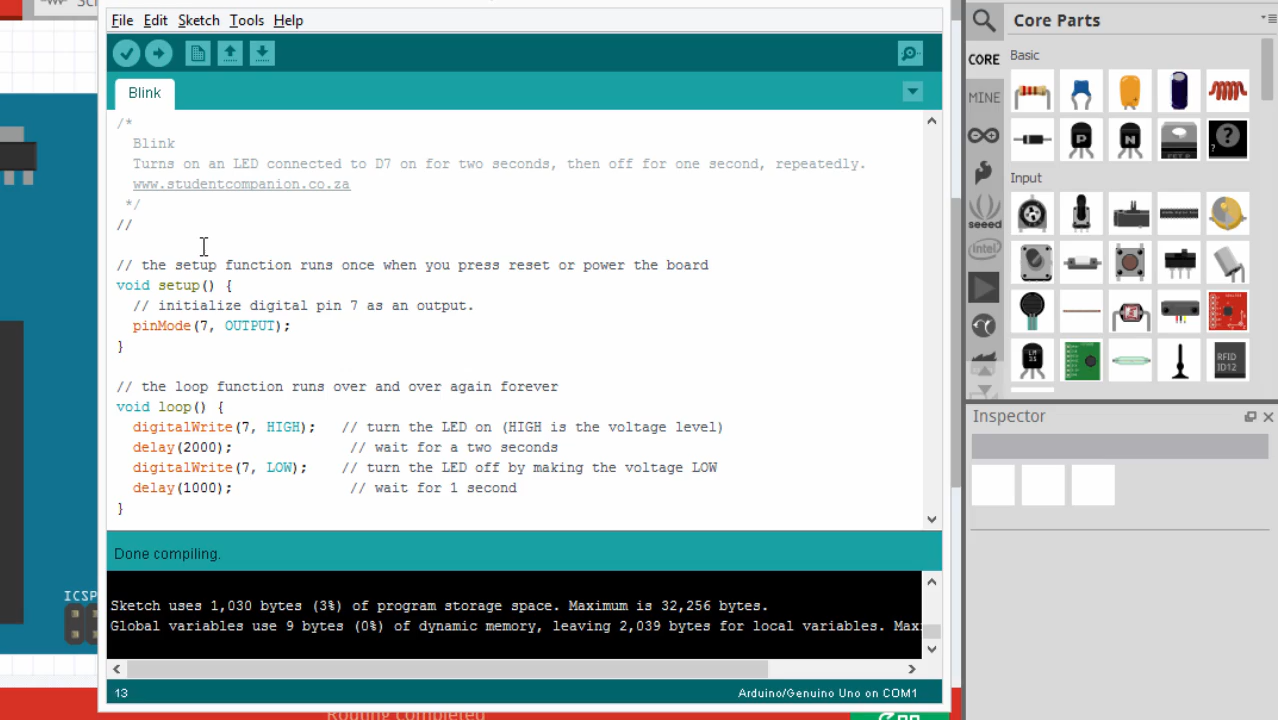 File Edit Sketch Tools Help
Blink
/*
Blink
Turns on an LED connected to D7 on for two seconds, then off for one second, repeatedly.
www.studentcompanion.co.za
*/
//
// the setup function runs once when you press reset or power the board
void setup() {
// initialize digital pin 7 as an output.
pinMode(7, OUTPUT);
}
// the loop function runs over and over again forever
void loop() {
digitalWrite(7, HIGH);   // turn the LED on (HIGH is the voltage level)
delay(2000);              // wait for a two seconds
digitalWrite(7, LOW);    // turn the LED off by making the voltage LOW
delay(1000);              // wait for 1 second
}
Done compiling.
Sketch uses 1,030 bytes (3%) of program storage space. Maximum is 32,256 bytes.
Global variables use 9 bytes (0%) of dynamic memory, leaving 2,039 bytes for local variables.
13
Arduino/Genuino Uno on COM1
ICSP
Routing completed
Core Parts
CORE
Basic
MINE
P
N
?
Input
seeed
intel
LM
35
RFID
ID12
Inspector